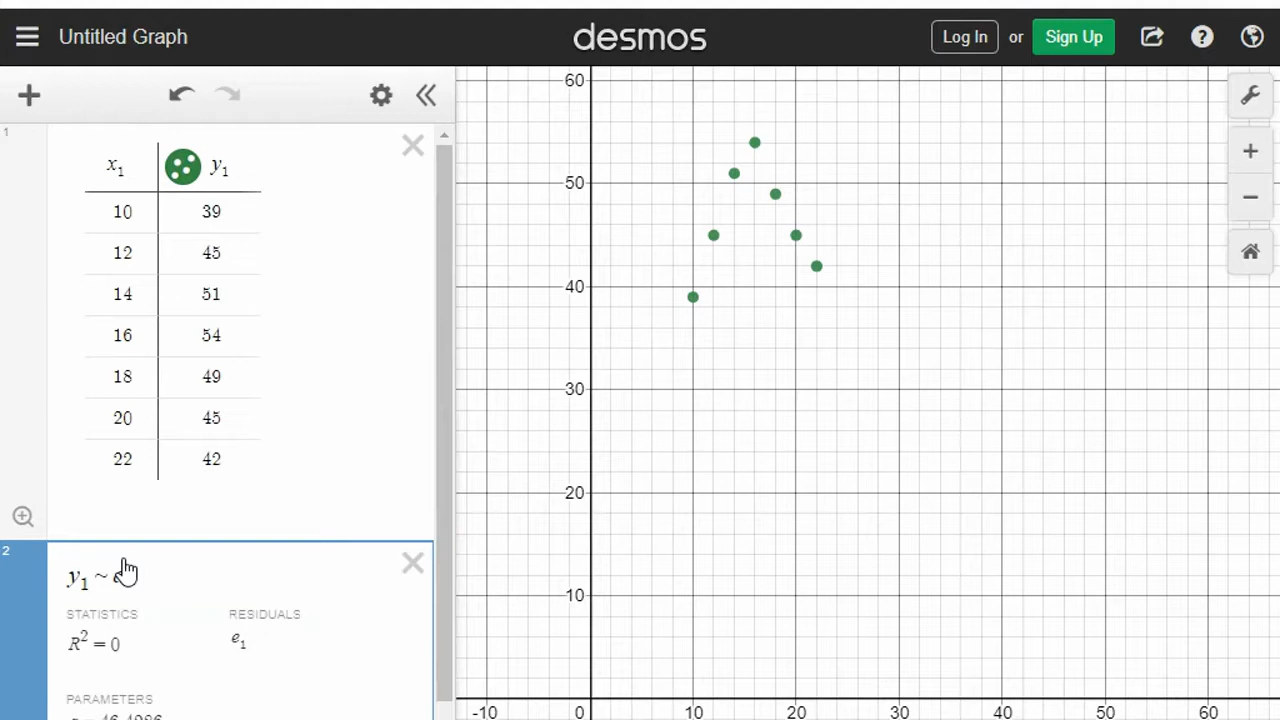 Untitled Graph
desmos
Log In or Sign Up
1
x₁ y₁
10 39
12 45
14 51
16 54
18 49
20 45
22 42
2
y₁ ~
STATISTICS RESIDUALS
R² = 0 e₁
PARAMETERS
60
50
40
30
20
10
-10 0 10 20 30 40 50 60